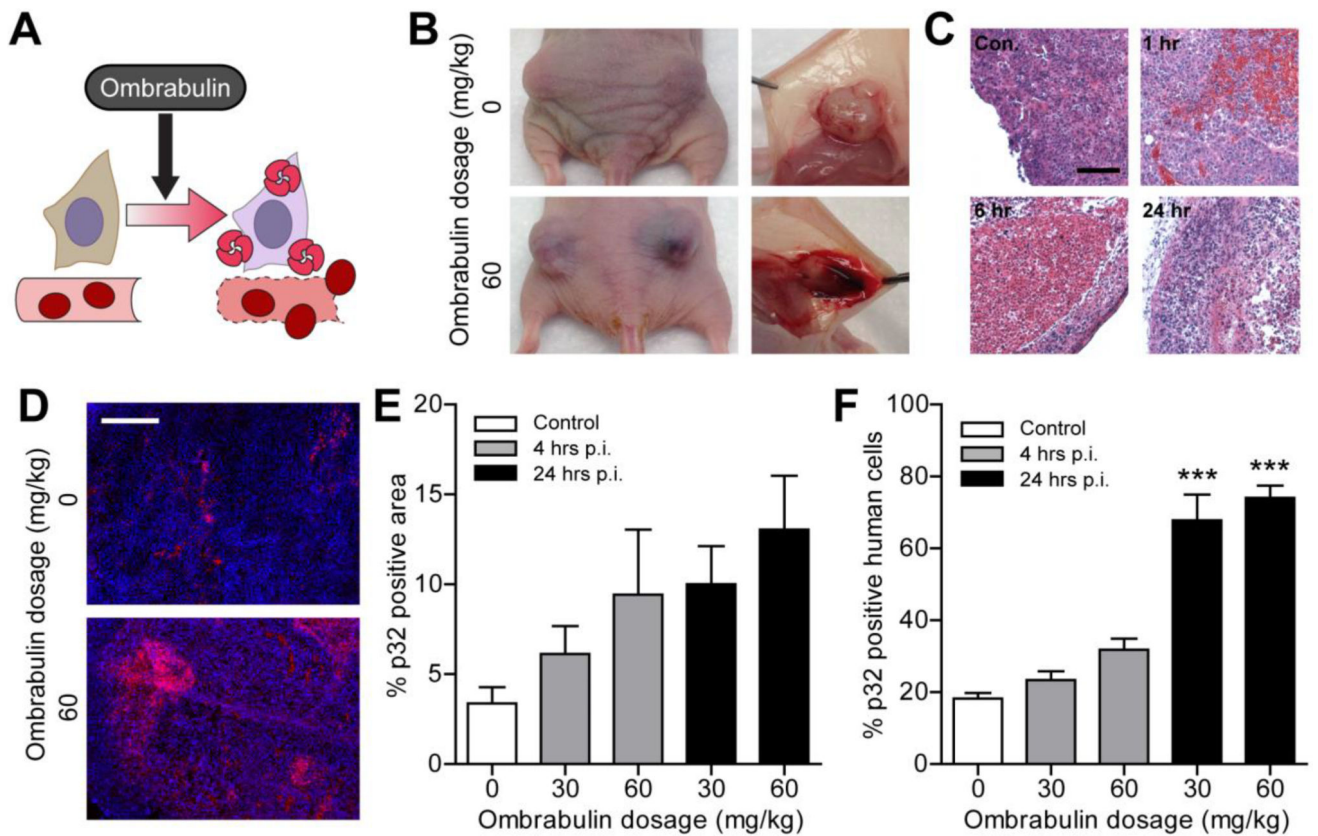 A
Ombrabulin
B
Ombrabulin dosage (mg/kg)
0
60
C
Con.
1 hr
6 hr
24 hr
D
Ombrabulin dosage (mg/kg)
0
60
E
% p32 positive area
20
15
10
5
0
Control
4 hrs p.i.
24 hrs p.i.
0 30 60 30 60
Ombrabulin dosage (mg/kg)
F
% p32 positive human cells
100
80
60
40
20
0
Control
4 hrs p.i.
24 hrs p.i.
*** ***
0 30 60 30 60
Ombrabulin dosage (mg/kg)